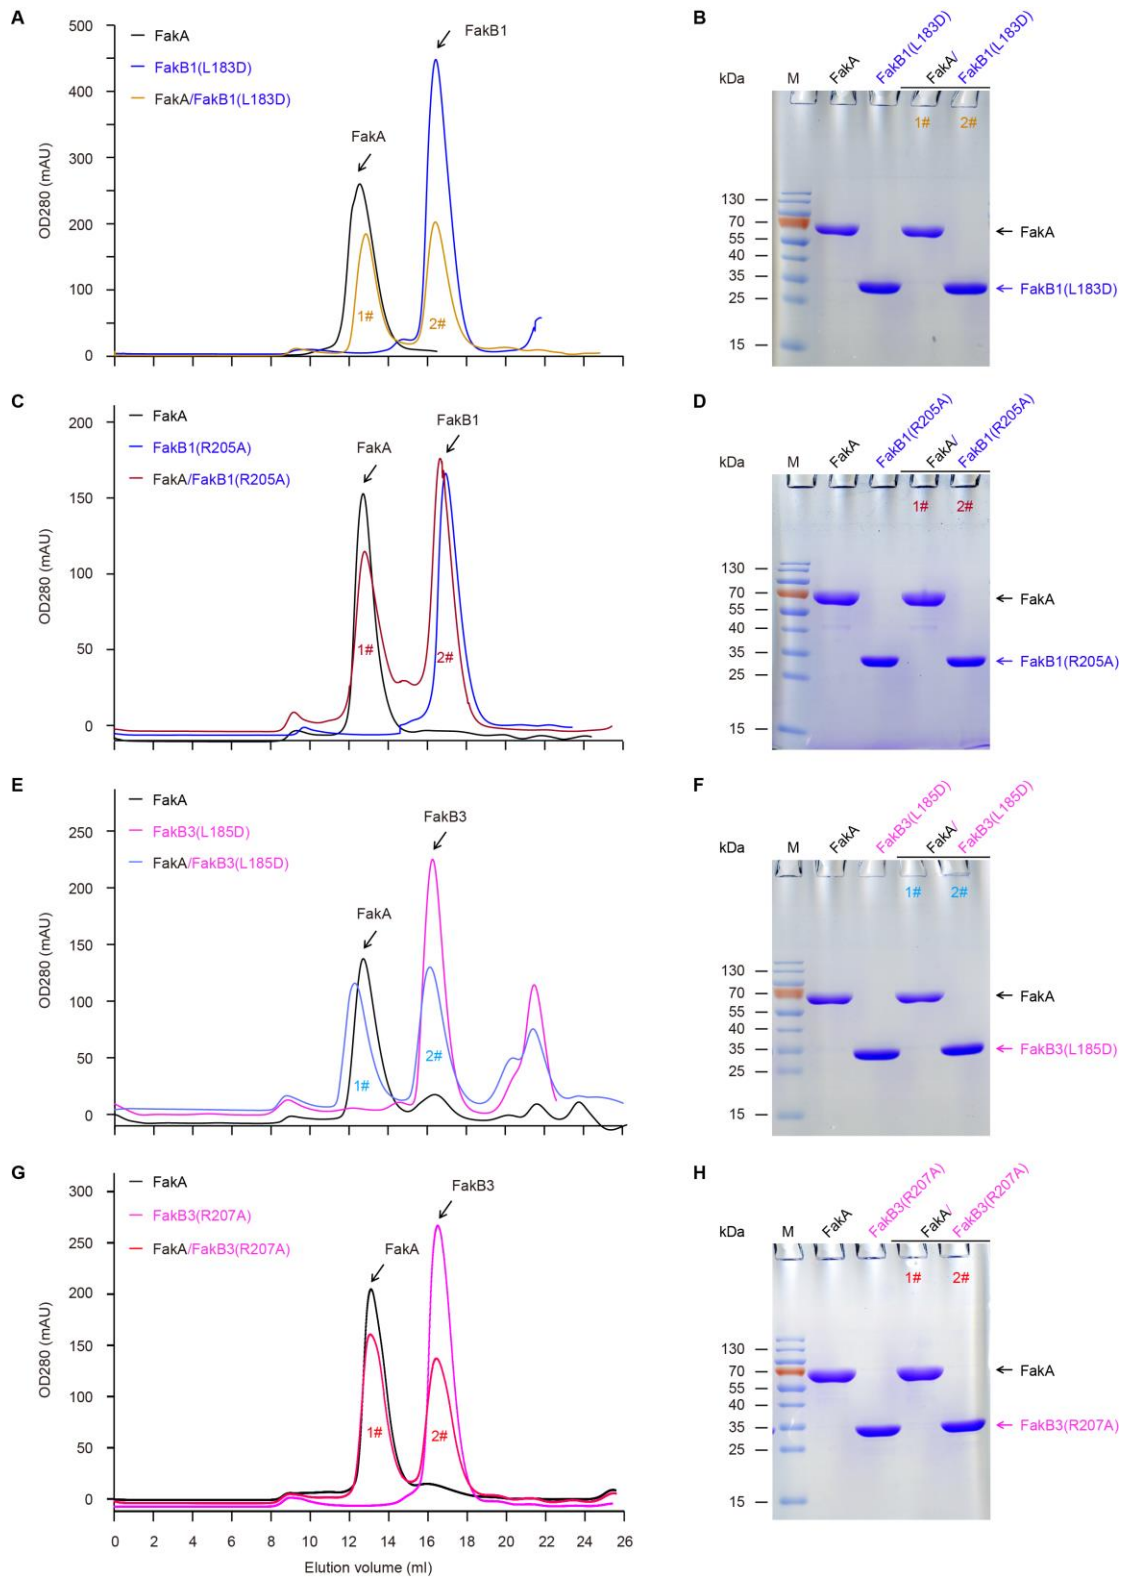 A
500
400
300
200
100
0
OD280 (mAU)
FakA
FakB1(L183D)
FakA/FakB1(L183D)
FakA
FakB1
1#
2#
B
kDa
M
FakA
FakB1(L183D)
FakA/
FakB1(L183D)
1#
2#
130
70
55
40
35
25
15
FakA
FakB1(L183D)
C
200
150
100
50
0
OD280 (mAU)
FakA
FakB1(R205A)
FakA/FakB1(R205A)
FakA
FakB1
1#
2#
D
kDa
M
FakA
FakB1(R205A)
FakA/
FakB1(R205A)
1#
2#
130
70
55
40
35
25
15
FakA
FakB1(R205A)
E
250
200
150
100
50
0
OD280 (mAU)
FakA
FakB3(L185D)
FakA/FakB3(L185D)
FakA
FakB3
1#
2#
F
kDa
M
FakA
FakB3(L185D)
FakA/
FakB3(L185D)
1#
2#
130
70
55
40
35
25
15
FakA
FakB3(L185D)
G
300
250
200
150
100
50
0
OD280 (mAU)
FakA
FakB3(R207A)
FakA/FakB3(R207A)
FakA
FakB3
1#
2#
0 2 4 6 8 10 12 14 16 18 20 22 24 26
Elution volume (ml)
H
kDa
M
FakA
FakB3(R207A)
FakA/
FakB3(R207A)
1#
2#
130
70
55
40
35
25
15
FakA
FakB3(R207A)